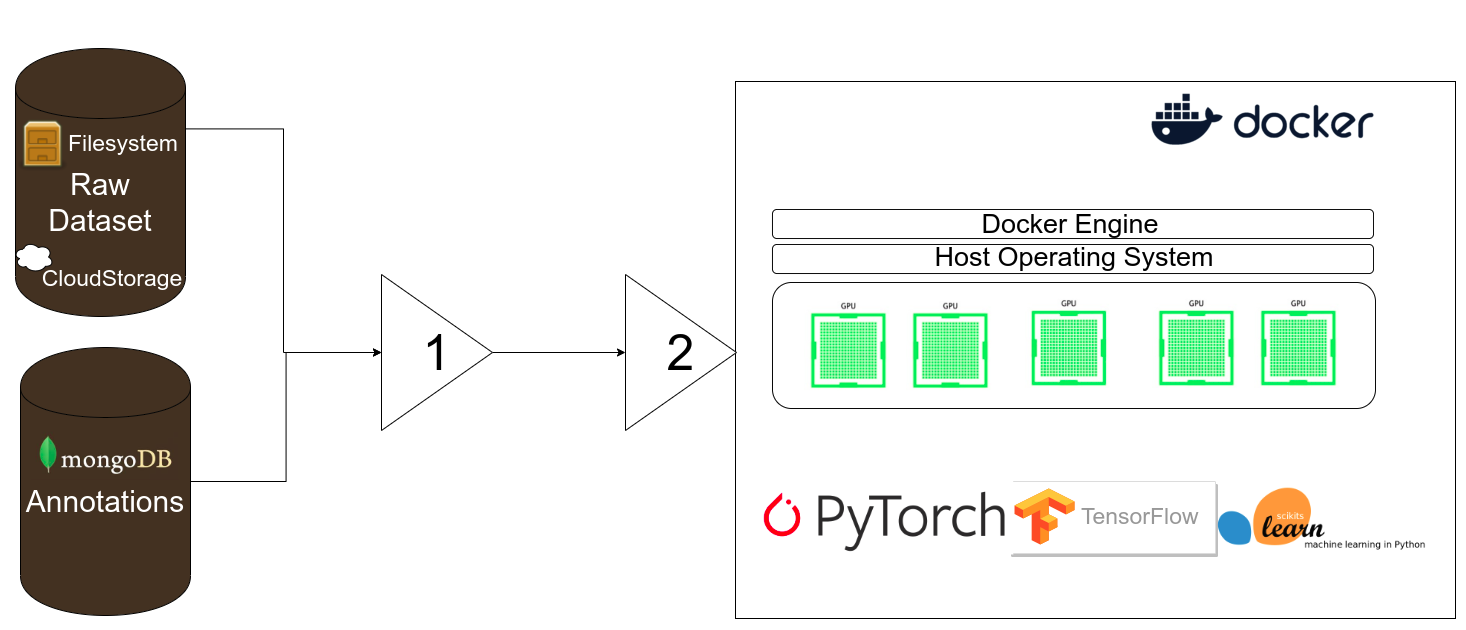 Filesystem
Raw
Dataset
CloudStorage
mongoDB
Annotations
1
2
docker
Docker Engine
Host Operating System
GPU
GPU
GPU
GPU
GPU
PyTorch
TensorFlow
scikits
learn
machine learning in Python